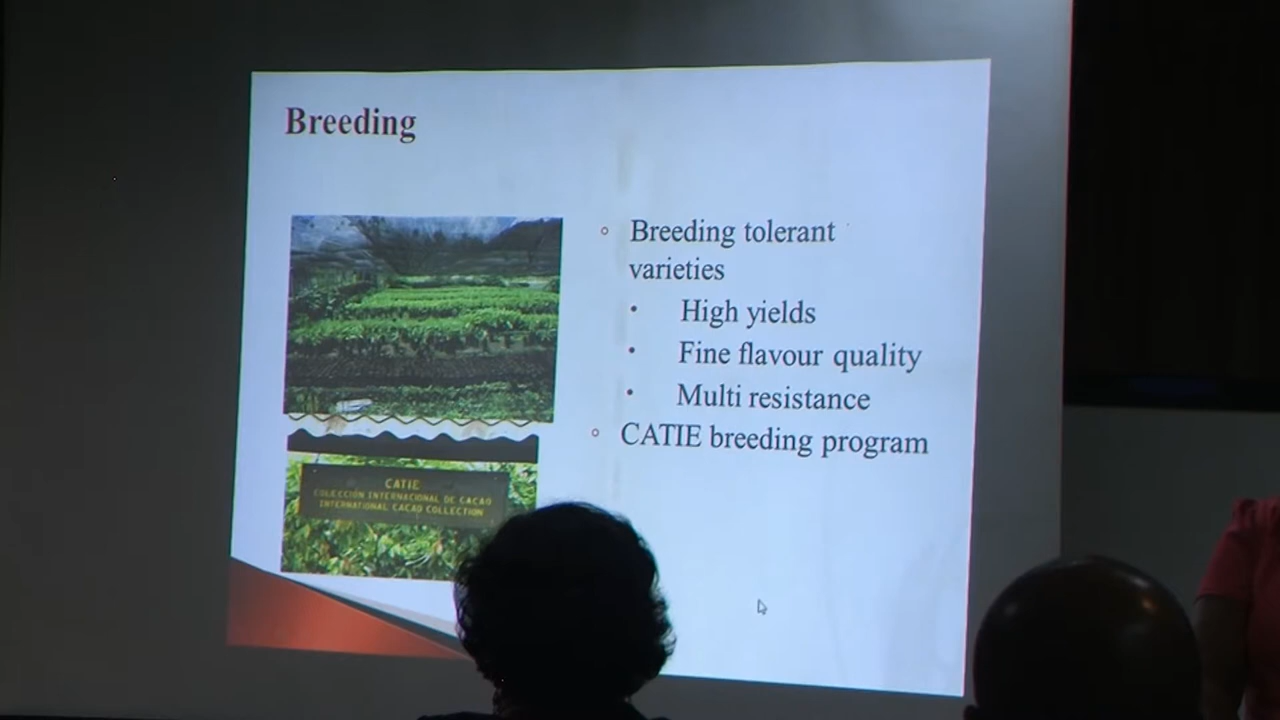 Breeding
Breeding tolerant
varieties
High yields
Fine flavour quality
Multi resistance
CATIE breeding program
CATIE
COLECCIÓN INTERNACIONAL DE CACAO
INTERNATIONAL CACAO COLLECTION